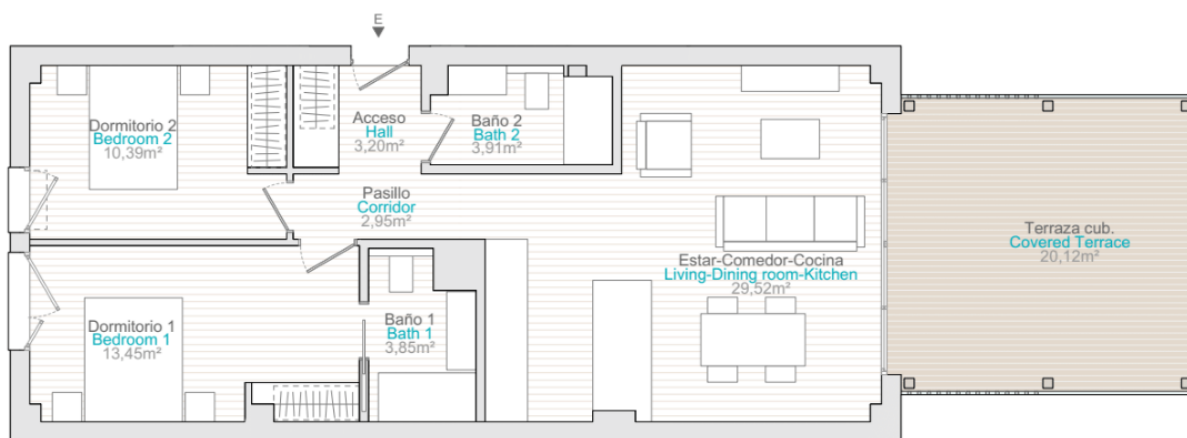 E
Dormitorio 2
Bedroom 2
10,39m²
Acceso
Hall
3,20m²
Baño 2
Bath 2
3,91m²
Pasillo
Corridor
2,95m²
Estar-Comedor-Cocina
Living-Dining room-Kitchen
29,52m²
Terraza cub.
Covered Terrace
20,12m²
Dormitorio 1
Bedroom 1
13,45m²
Baño 1
Bath 1
3,85m²